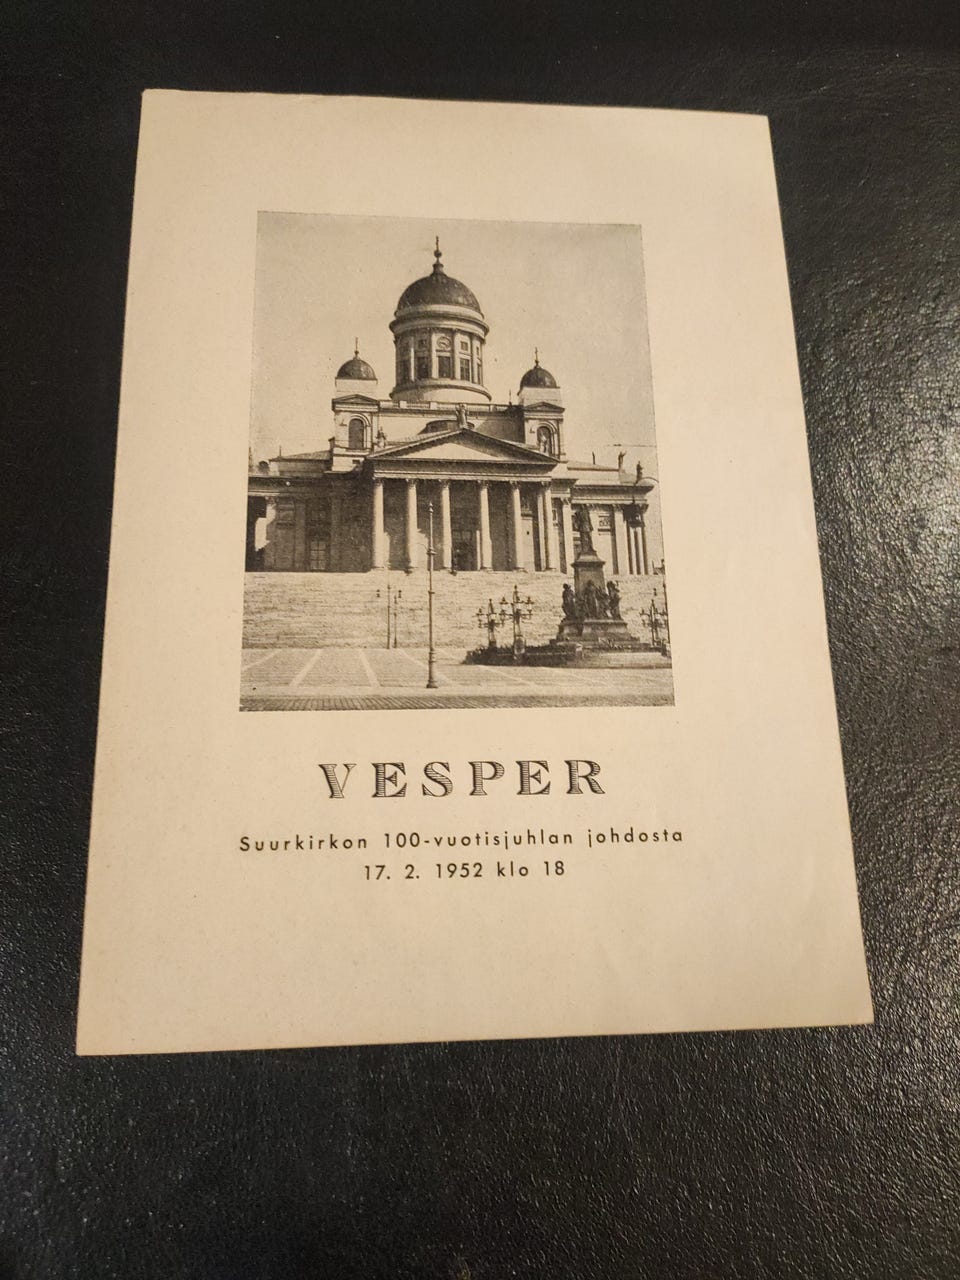 VESPER
Suurkirkon 100-vuotisjuhlan johdosta
17. 2. 1952 klo 18